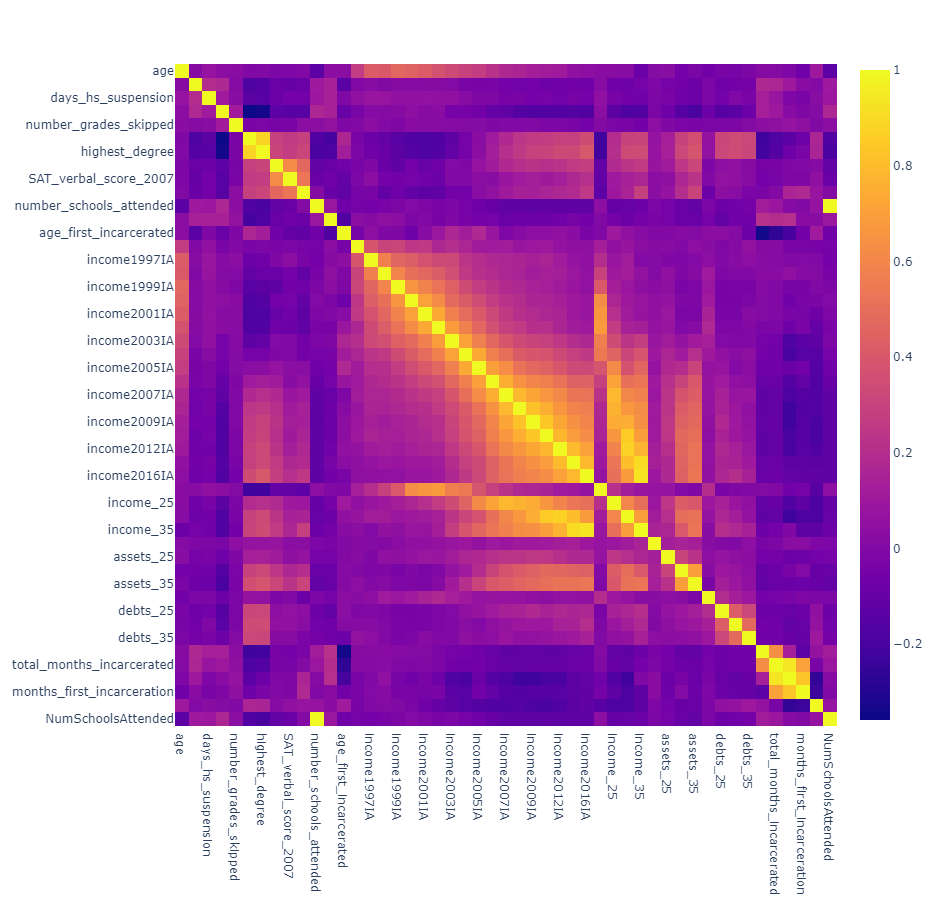 age
days_hs_suspension
number_grades_skipped
highest_degree
SAT_verbal_score_2007
number_schools_attended
age_first_incarcerated
income1997IA
income1999IA
income2001IA
income2003IA
income2005IA
income2007IA
income2009IA
income2012IA
income2016IA
income_25
income_35
assets_25
assets_35
debts_25
debts_35
total_months_incarcerated
months_first_incarceration
NumSchoolsAttended
age
days_hs_suspension
number_grades_skipped
highest_degree
SAT_verbal_score_2007
number_schools_attended
age_first_incarcerated
income1997IA
income1999IA
income2001IA
income2003IA
income2005IA
income2007IA
income2009IA
income2012IA
income2016IA
income_25
income_35
assets_25
assets_35
debts_25
debts_35
total_months_incarcerated
months_first_incarceration
NumSchoolsAttended
1
0.8
0.6
0.4
0.2
0
−0.2